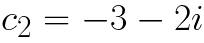 c₂ = −3 − 2i